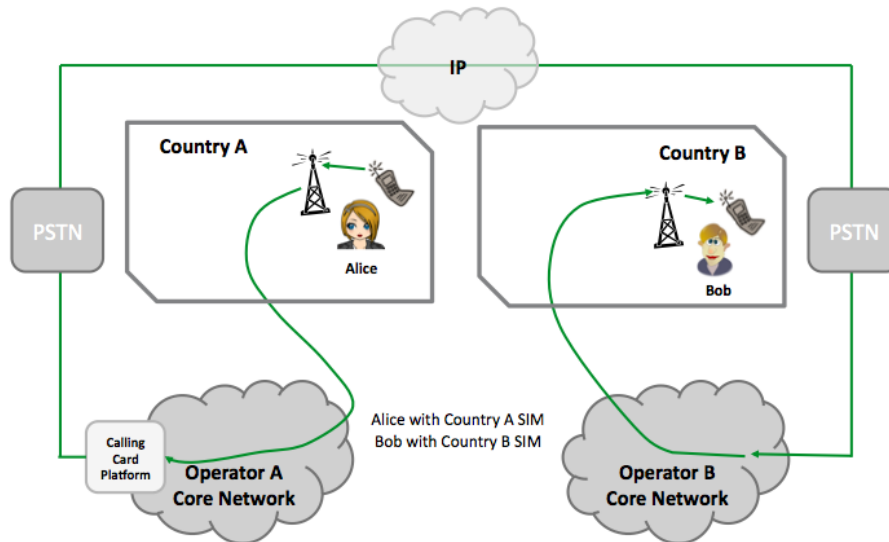 IP
Country A
Country B
PSTN
PSTN
Alice
Bob
Alice with Country A SIM
Bob with Country B SIM
Calling
Card
Platform
Operator A
Core Network
Operator B
Core Network